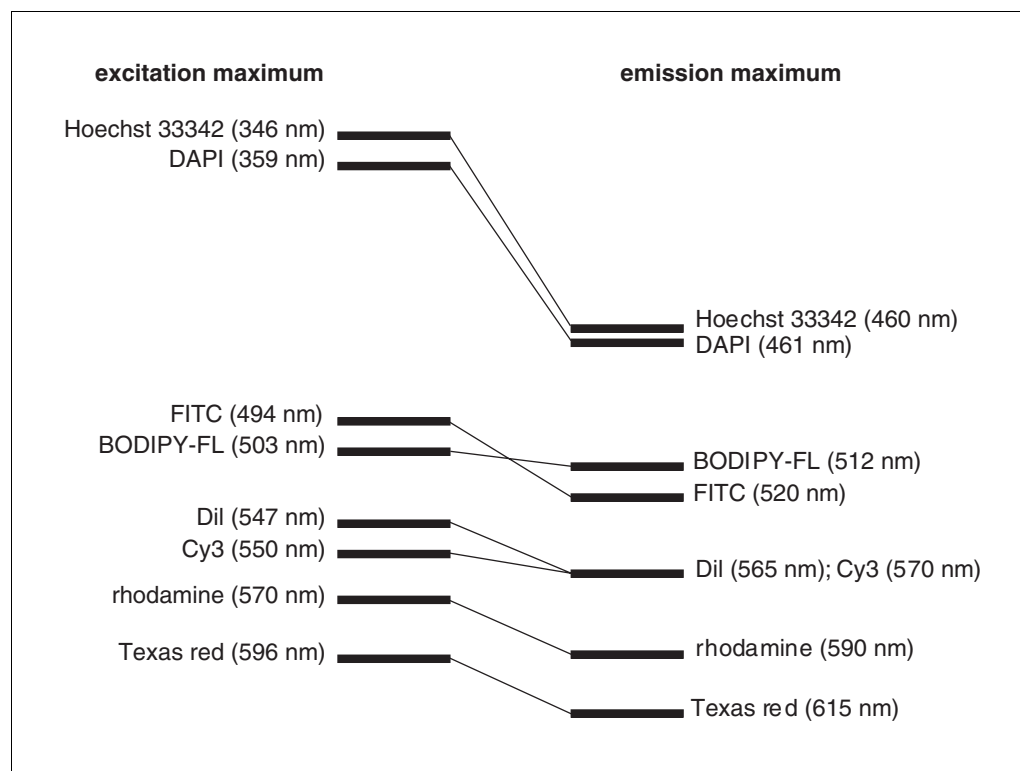 excitation maximum
emission maximum
Hoechst 33342 (346 nm)
DAPI (359 nm)
Hoechst 33342 (460 nm)
DAPI (461 nm)
FITC (494 nm)
BODIPY-FL (503 nm)
BODIPY-FL (512 nm)
FITC (520 nm)
DiI (547 nm)
Cy3 (550 nm)
DiI (565 nm); Cy3 (570 nm)
rhodamine (570 nm)
rhodamine (590 nm)
Texas red (596 nm)
Texas red (615 nm)